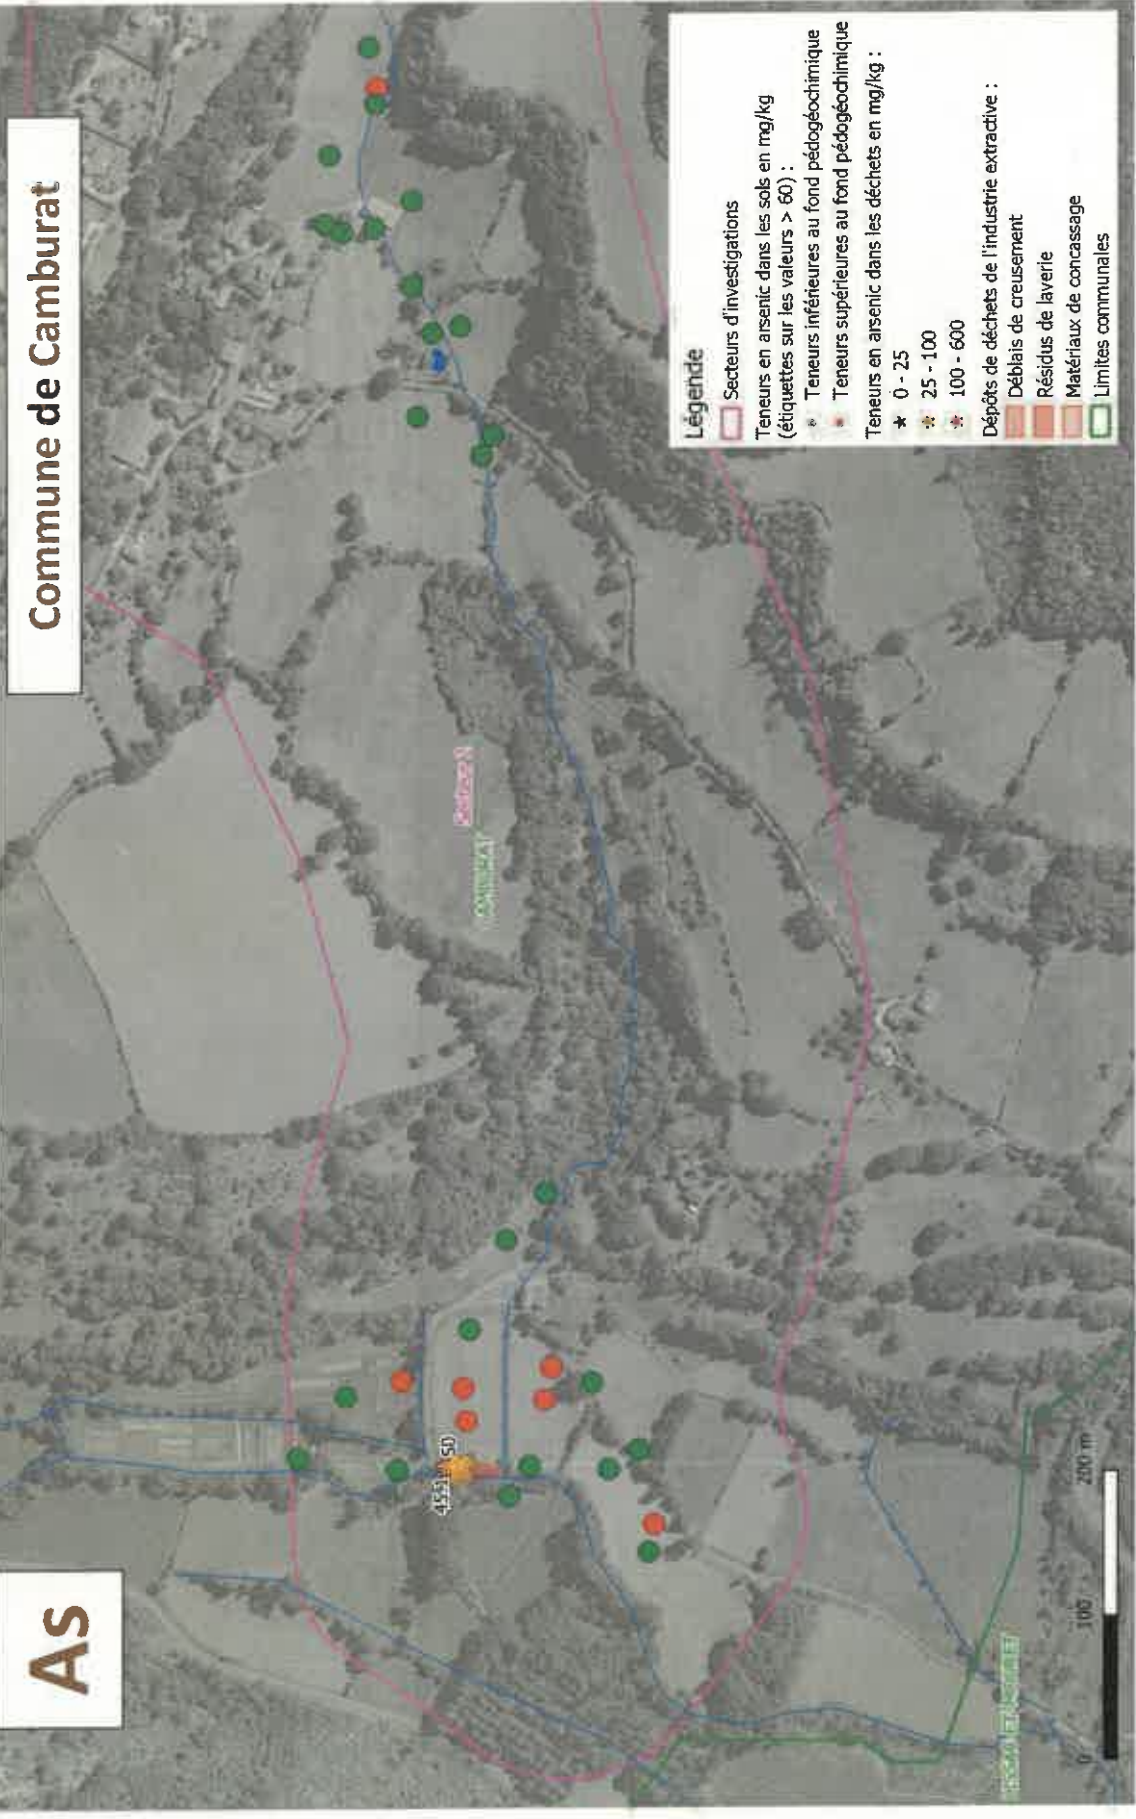 As
Commune de Camburat
Légende
Secteurs d'investigations
Teneurs en arsenic dans les sols en mg/kg
(étiquettes sur les valeurs > 60) :
Teneurs inférieures au fond pédogéochimique
Teneurs supérieures au fond pédogéochimique
Teneurs en arsenic dans les déchets en mg/kg :
0 - 25
25 - 100
100 - 600
Dépôts de déchets de l'industrie extractive :
Déblais de creusement
Résidus de laverie
Matériaux de concassage
Limites communales
0 100 200 m